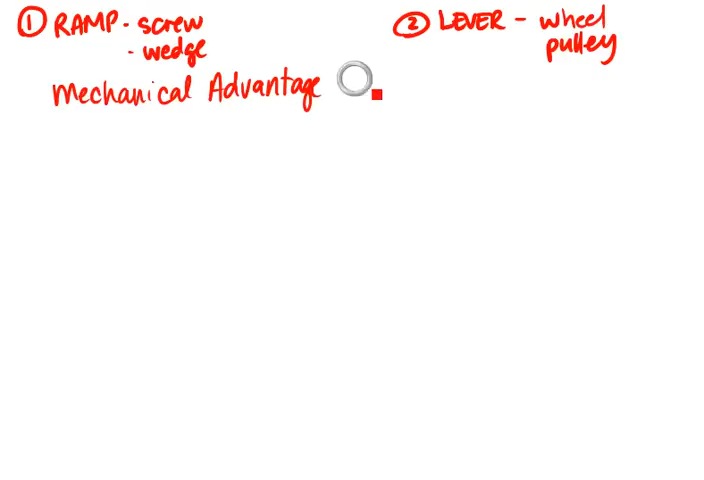 ① RAMP - screw
- wedge
② LEVER - wheel
pulley
Mechanical Advantage